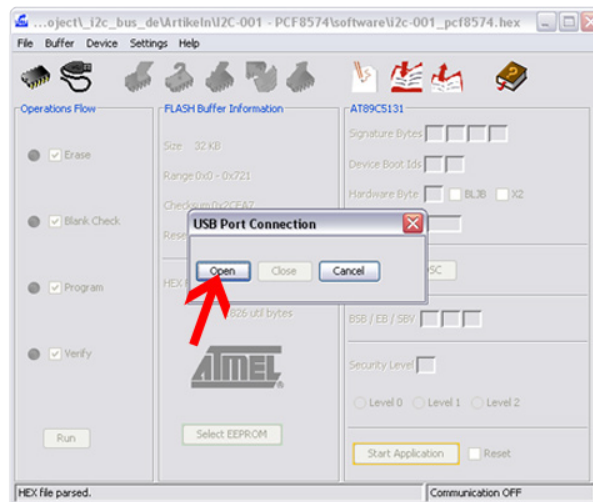 ...oject\_i2c_bus_de\Artikeln\I2C-001 - PCF8574\software\i2c-001_pcf8574.hex
File Buffer Device Settings Help
Operations Flow
FLASH Buffer Information
AT89C5131
Size 32 KB
Signature Bytes
Erase
Range 0x0 - 0x721
Device Boot Ids
Checksum 0x2CEA7
Hardware Byte BLJB X2
USB Port Connection
Blank Check
Open Close Cancel
Program
826 util bytes
BSB / EB / SBV
Verify
ATMEL
Security Level
Level 0 Level 1 Level 2
Run
Select EEPROM
Start Application Reset
HEX file parsed.
Communication OFF